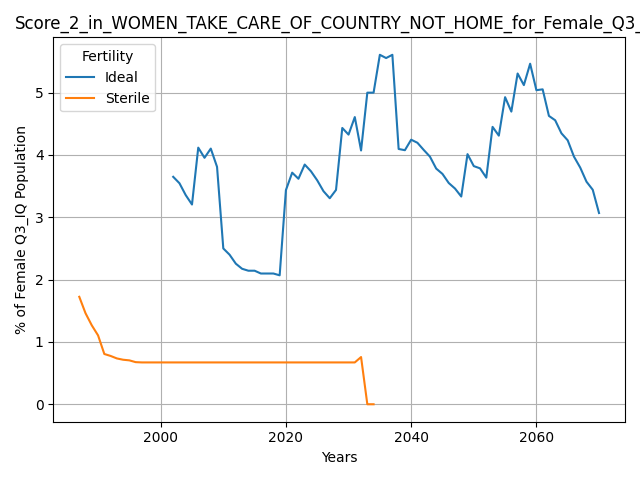 Score_2_in_WOMEN_TAKE_CARE_OF_COUNTRY_NOT_HOME_for_Female_Q3_
Fertility
Ideal
Sterile
% of Female Q3_IQ Population
5
4
3
2
1
0
2000 2020 2040 2060
Years